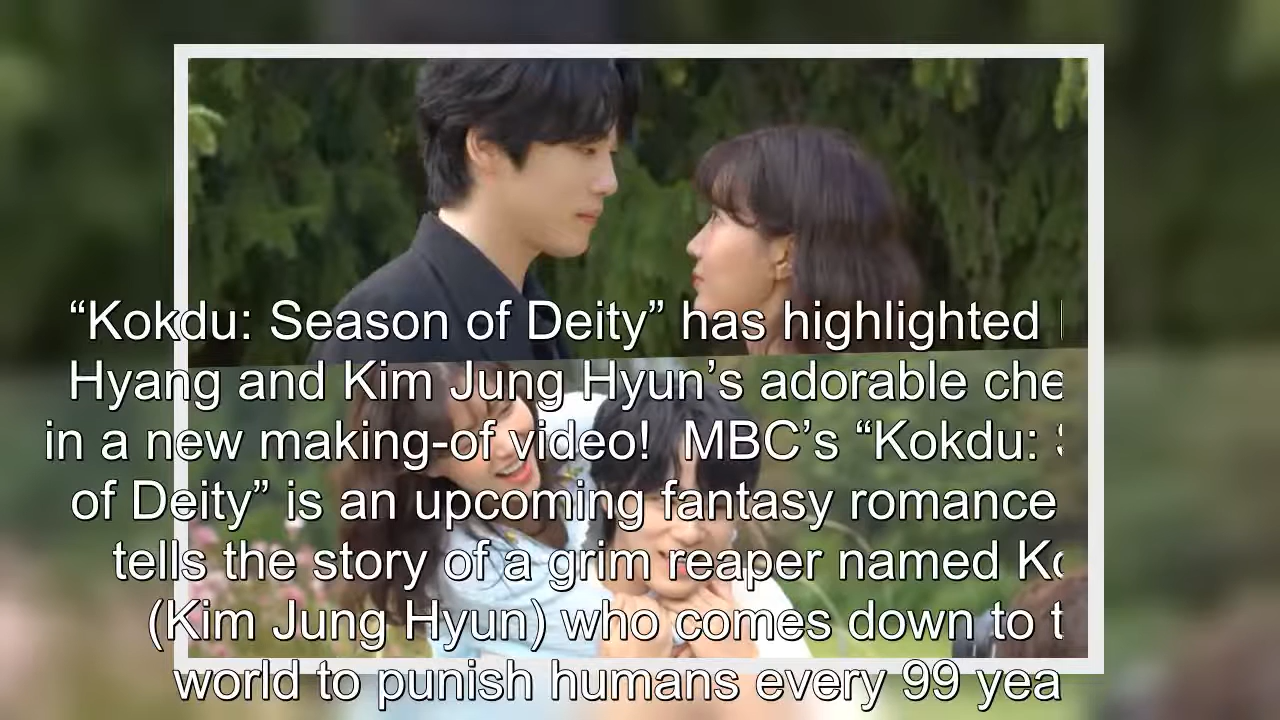 “Kokdu: Season of Deity” has highlighted
Hyang and Kim Jung Hyun’s adorable che
in a new making-of video!  MBC’s “Kokdu:
of Deity” is an upcoming fantasy romance
tells the story of a grim reaper named Ko
(Kim Jung Hyun) who comes down to t
world to punish humans every 99 yea